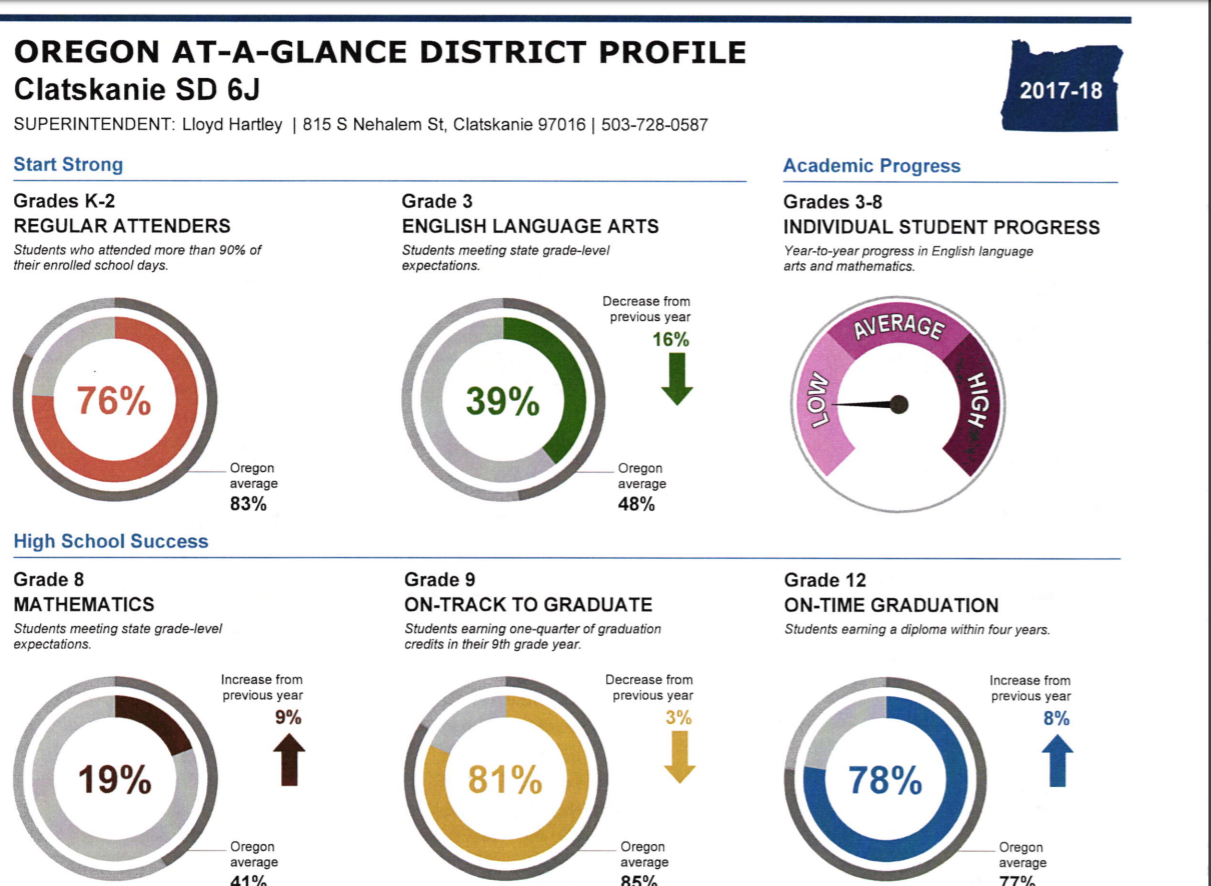 OREGON AT-A-GLANCE DISTRICT PROFILE
Clatskanie SD 6J
SUPERINTENDENT: Lloyd Hartley | 815 S Nehalem St, Clatskanie 97016 | 503-728-0587
2017-18
Start Strong
Grades K-2
REGULAR ATTENDERS
Students who attended more than 90% of
their enrolled school days.
76%
Oregon
average
83%
Grade 3
ENGLISH LANGUAGE ARTS
Students meeting state grade-level
expectations.
Decrease from
previous year
16%
39%
Oregon
average
48%
Academic Progress
Grades 3-8
INDIVIDUAL STUDENT PROGRESS
Year-to-year progress in English language
arts and mathematics.
LOW
AVERAGE
HIGH
High School Success
Grade 8
MATHEMATICS
Students meeting state grade-level
expectations.
Increase from
previous year
9%
19%
Oregon
average
41%
Grade 9
ON-TRACK TO GRADUATE
Students earning one-quarter of graduation
credits in their 9th grade year.
Decrease from
previous year
3%
81%
Oregon
average
85%
Grade 12
ON-TIME GRADUATION
Students earning a diploma within four years.
Increase from
previous year
8%
78%
Oregon
average
77%